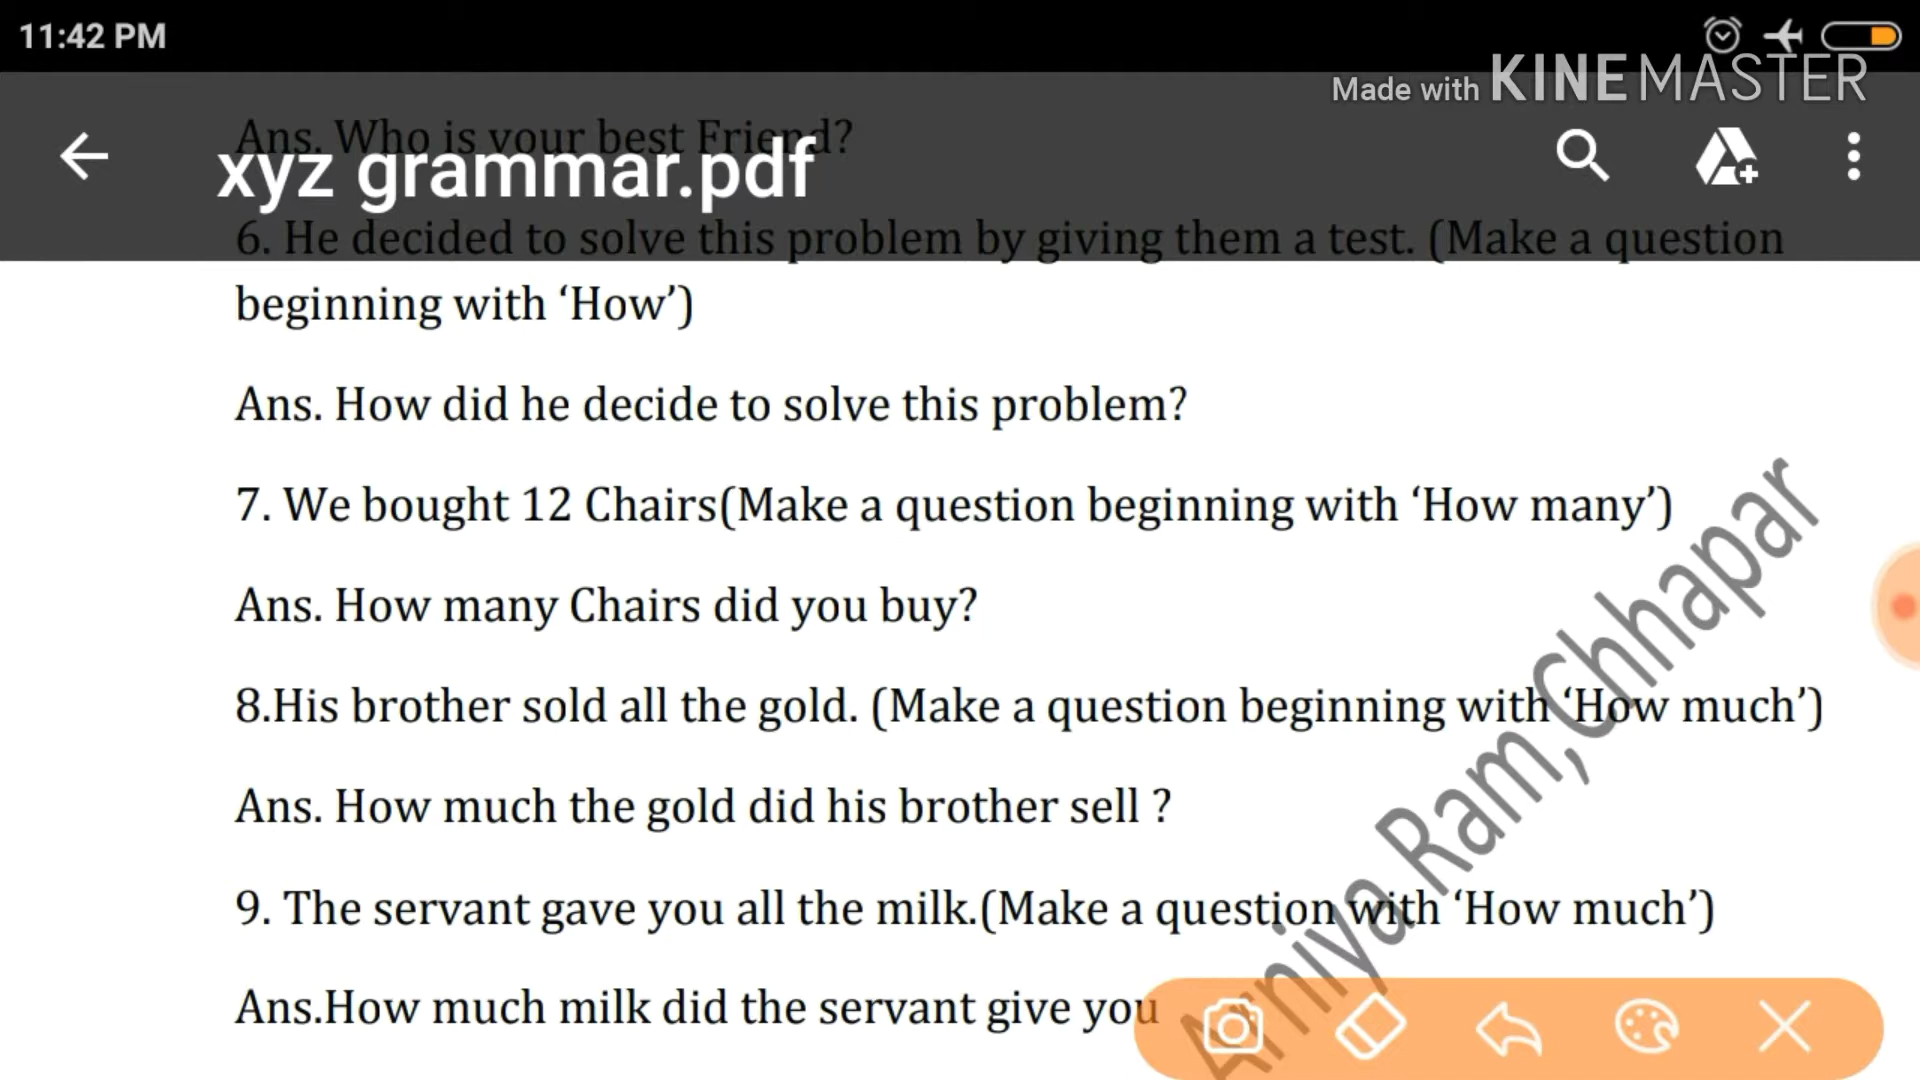 11:42 PM
Made with KINEMASTER
Ans. Who is your best Friend?
xyz grammar.pdf
6. He decided to solve this problem by giving them a test. (Make a question
beginning with ‘How’)
Ans. How did he decide to solve this problem?
7. We bought 12 Chairs(Make a question beginning with ‘How many’)
Ans. How many Chairs did you buy?
8.His brother sold all the gold. (Make a question beginning with ‘How much’)
Ans. How much the gold did his brother sell ?
9. The servant gave you all the milk.(Make a question with ‘How much’)
Ans.How much milk did the servant give you
Arniya Ram,Chhapar